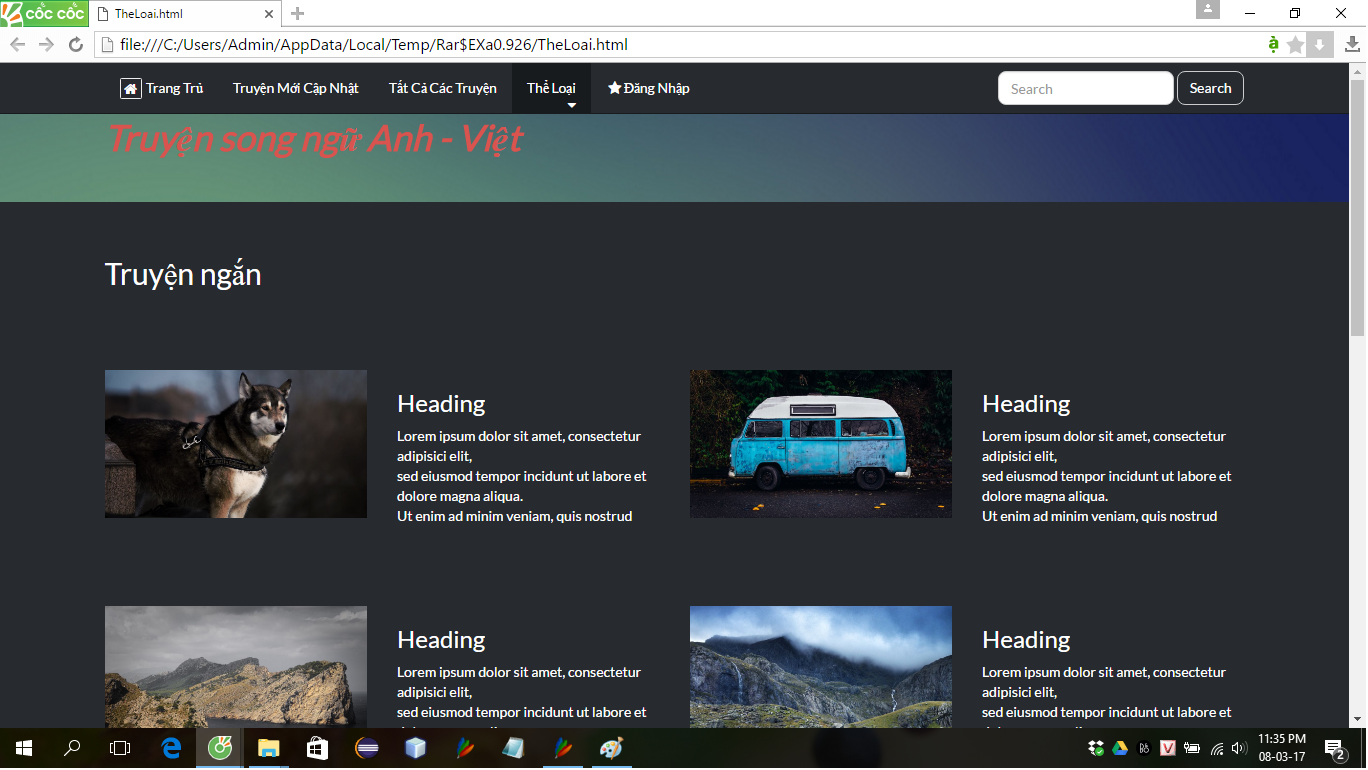 cốc cốc
TheLoai.html
file:///C:/Users/Admin/AppData/Local/Temp/Rar$EXa0.926/TheLoai.html
Trang Trủ Truyện Mới Cập Nhật Tất Cả Các Truyện Thể Loại Đăng Nhập Search Search
Truyện song ngữ Anh - Việt
Truyện ngắn
Heading
Lorem ipsum dolor sit amet, consectetur
adipisici elit,
sed eiusmod tempor incidunt ut labore et
dolore magna aliqua.
Ut enim ad minim veniam, quis nostrud
Heading
Lorem ipsum dolor sit amet, consectetur
adipisici elit,
sed eiusmod tempor incidunt ut labore et
dolore magna aliqua.
Ut enim ad minim veniam, quis nostrud
Heading
Lorem ipsum dolor sit amet, consectetur
adipisici elit,
sed eiusmod tempor incidunt ut labore et
Heading
Lorem ipsum dolor sit amet, consectetur
adipisici elit,
sed eiusmod tempor incidunt ut labore et
11:35 PM
08-03-17
2